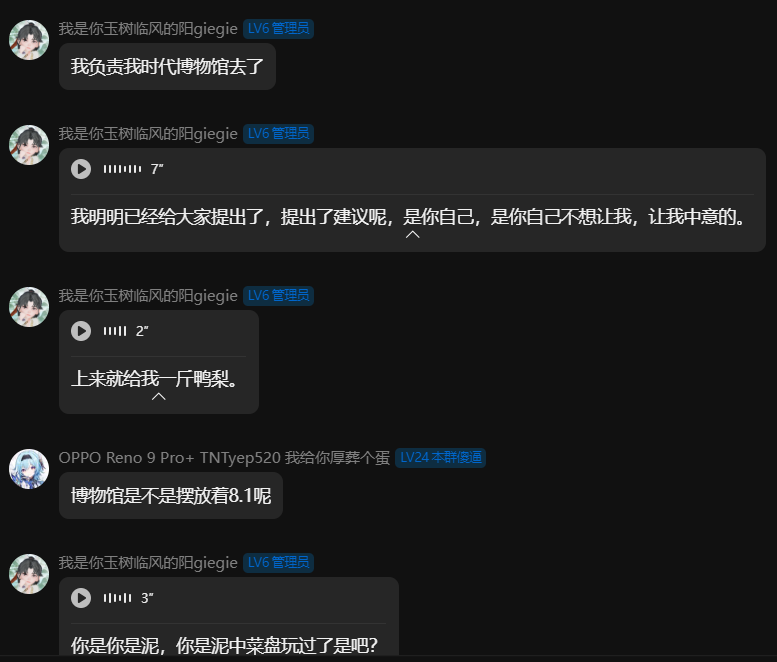 我是你玉树临风的阳giegie LV6 管理员
我负责我时代博物馆去了
我是你玉树临风的阳giegie LV6 管理员
7"
我明明已经给大家提出了，提出了建议呢，是你自己，是你自己不想让我，让我中意的。
我是你玉树临风的阳giegie LV6 管理员
2"
上来就给我一斤鸭梨。
OPPO Reno 9 Pro+ TNTyep520 我给你厚葬个蛋 LV24 本群傻逼
博物馆是不是摆放着8.1呢
我是你玉树临风的阳giegie LV6 管理员
3"
你是你是泥，你是泥中菜盘玩过了是吧？